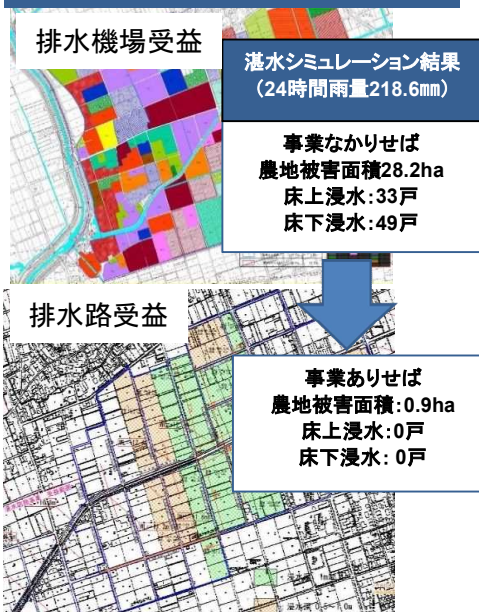 排水機場受益
湛水シミュレーション結果
（24時間雨量218.6㎜）
事業なかりせば
農地被害面積28.2ha
床上浸水:33戸
床下浸水:49戸
排水路受益
事業ありせば
農地被害面積:0.9ha
床上浸水:0戸
床下浸水: 0戸